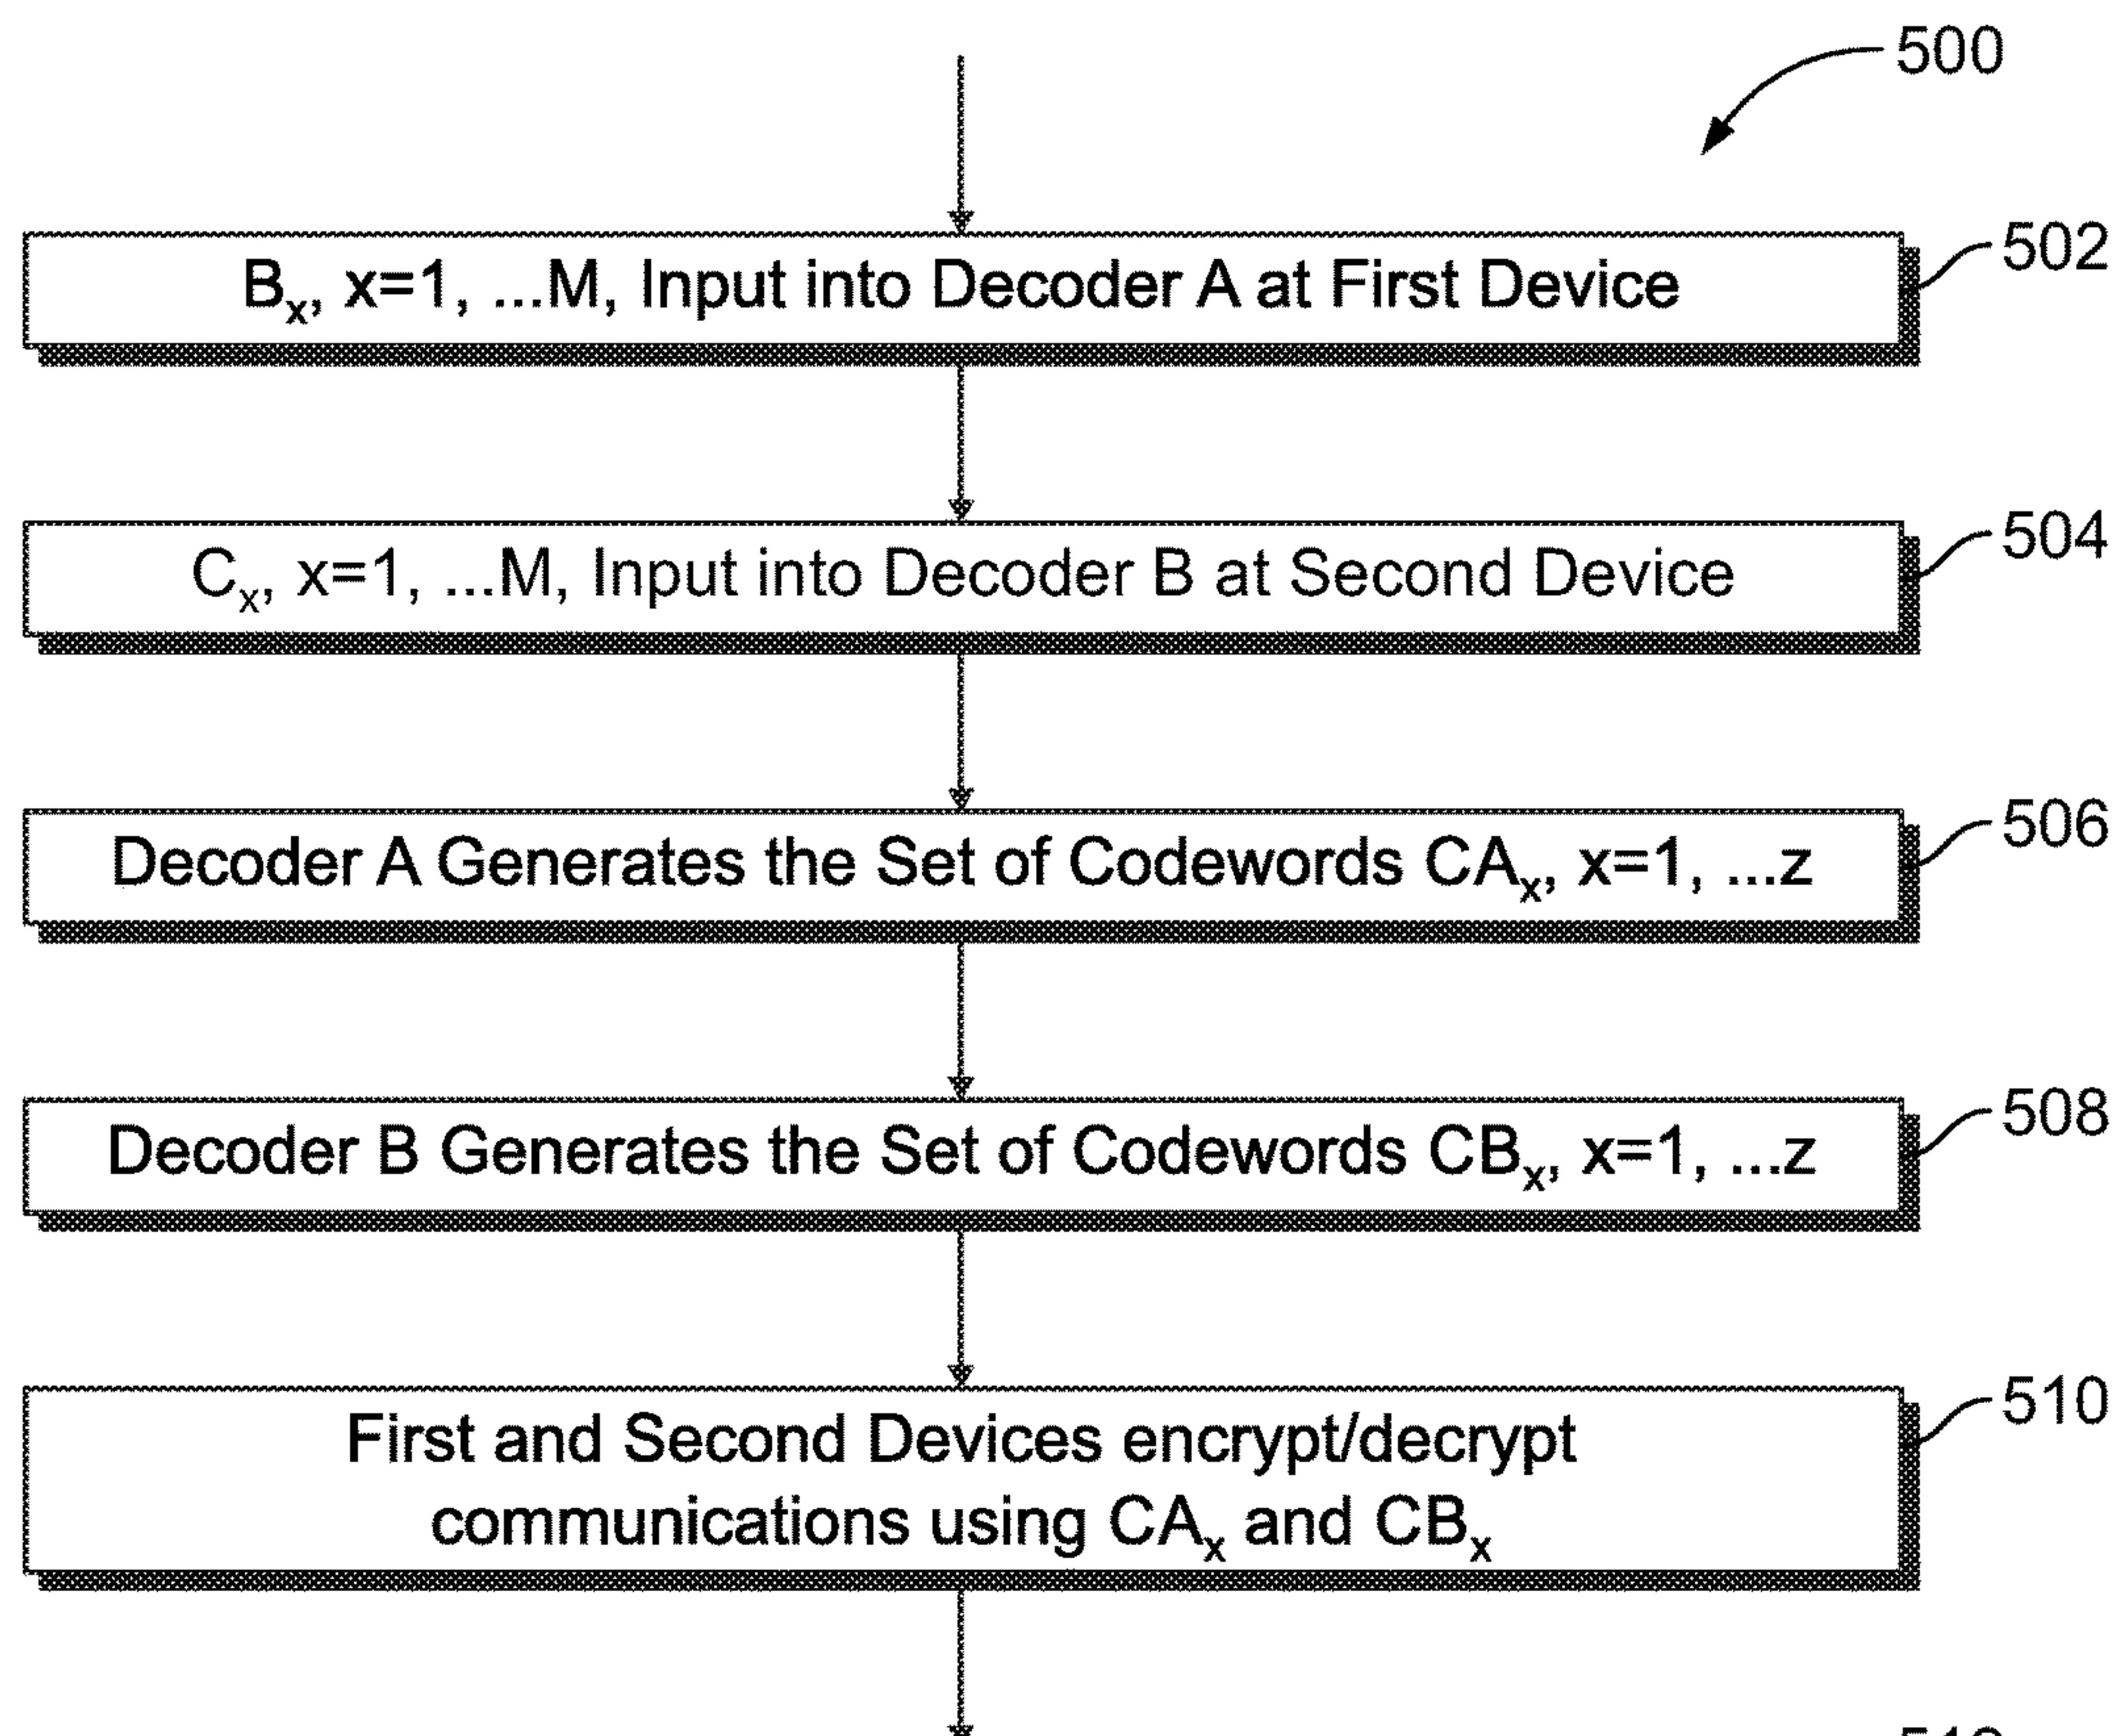 500
Bₓ, x=1, ...M, Input into Decoder A at First Device
502
Cₓ, x=1, ...M, Input into Decoder B at Second Device
504
Decoder A Generates the Set of Codewords CAₓ, x=1, ...z
506
Decoder B Generates the Set of Codewords CBₓ, x=1, ...z
508
First and Second Devices encrypt/decrypt
communications using CAₓ and CBₓ
510